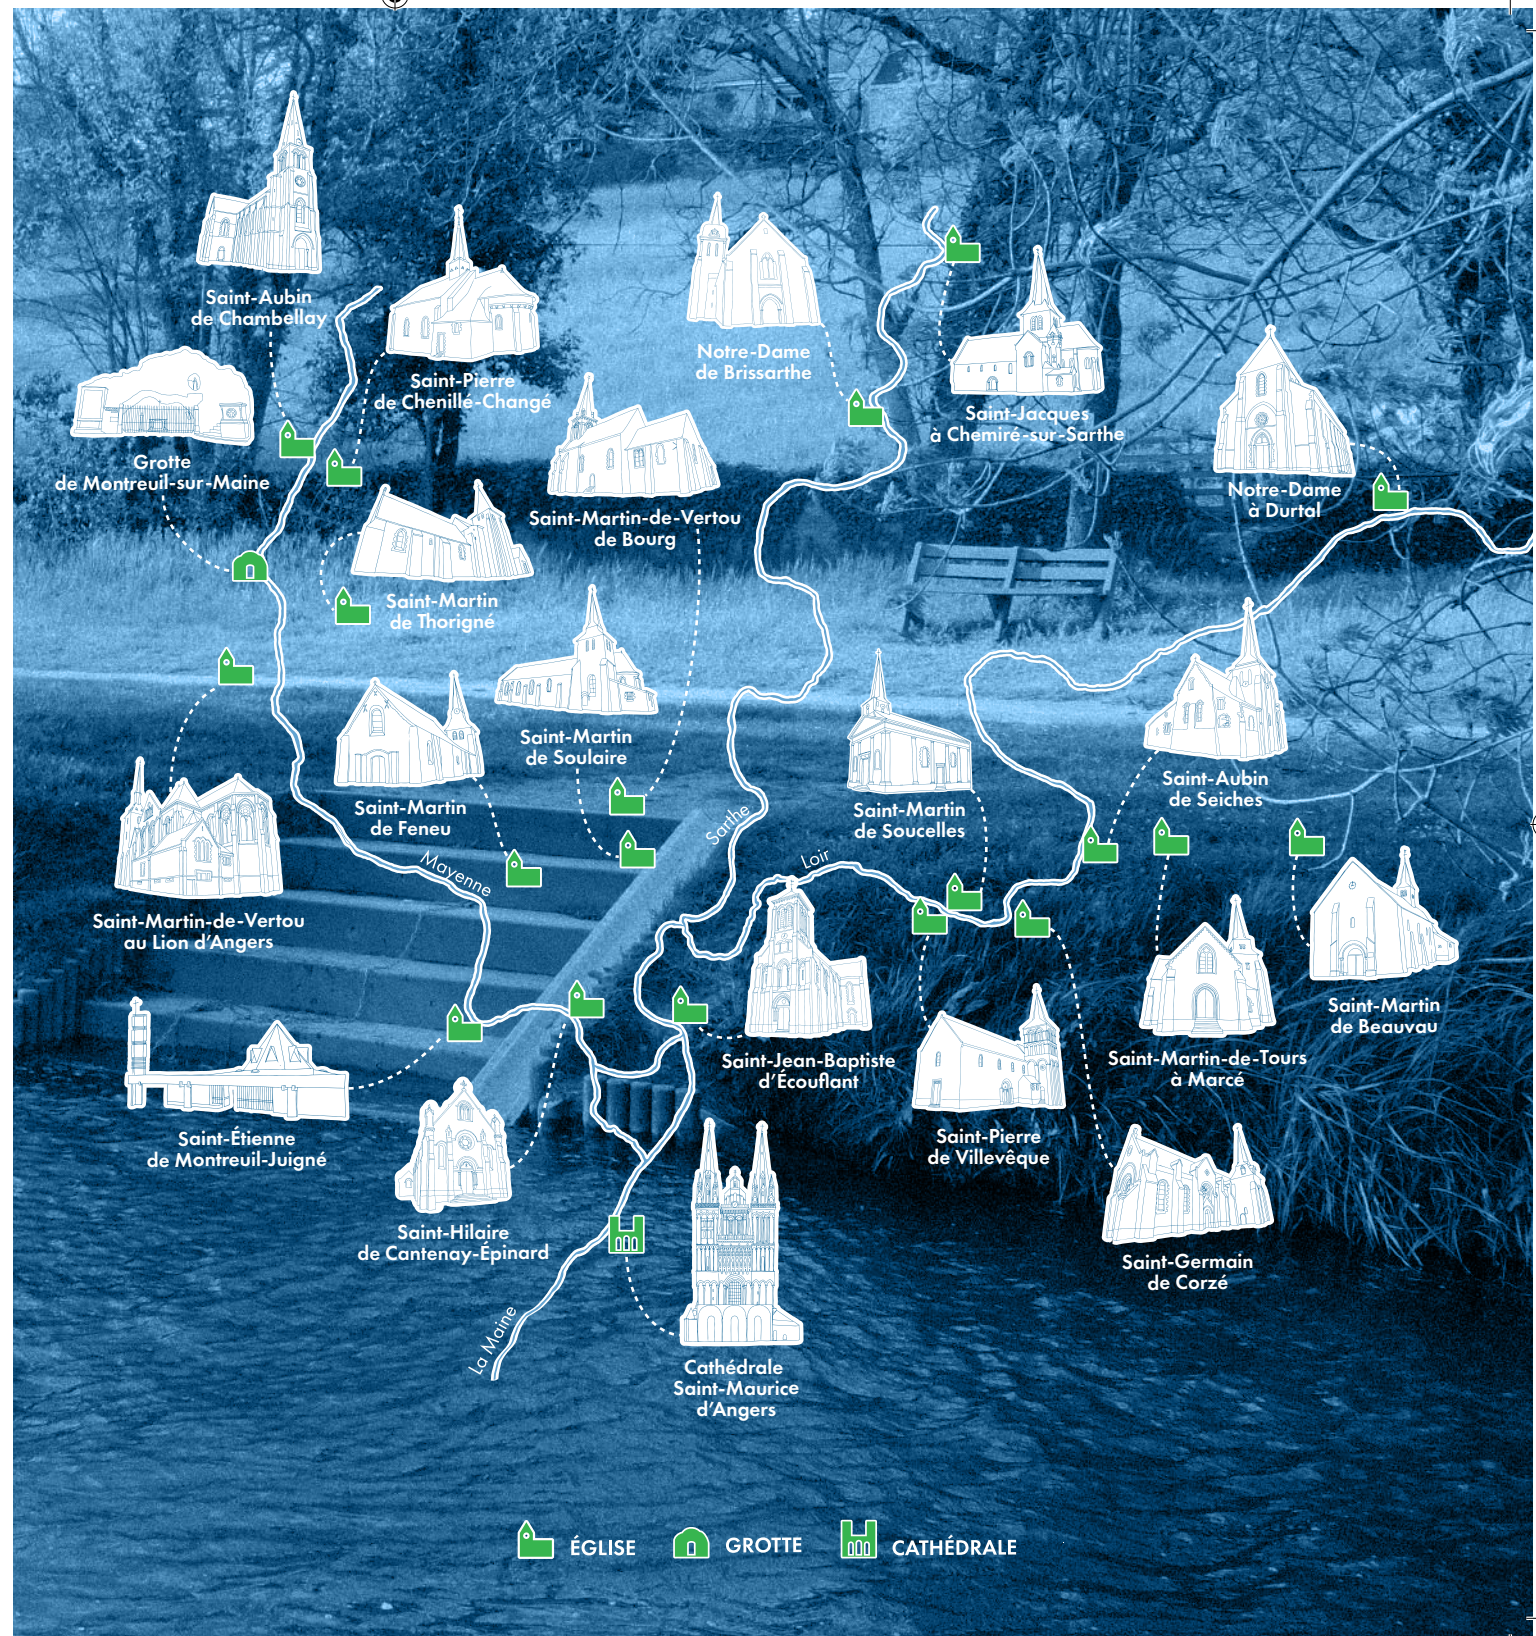 Saint-Aubin
de Chambellay
Saint-Pierre
de Chenillé-Changé
Notre-Dame
de Brissarthe
Saint-Jacques
à Chemiré-sur-Sarthe
Grotte
de Montreuil-sur-Maine
Saint-Martin-de-Vertou
de Bourg
Notre-Dame
à Durtal
Saint-Martin
de Thorigné
Saint-Martin
de Soulaire
Saint-Martin
de Feneu
Saint-Martin
de Soucelles
Saint-Aubin
de Seiches
Sarthe
Loir
Mayenne
Saint-Martin-de-Vertou
au Lion d'Angers
Saint-Martin
de Beauvau
Saint-Jean-Baptiste
d'Écouflant
Saint-Martin-de-Tours
à Marcé
Saint-Étienne
de Montreuil-Juigné
Saint-Pierre
de Villevêque
Saint-Hilaire
de Cantenay-Épinard
Saint-Germain
de Corzé
La Maine
Cathédrale
Saint-Maurice
d'Angers
ÉGLISE
GROTTE
CATHÉDRALE